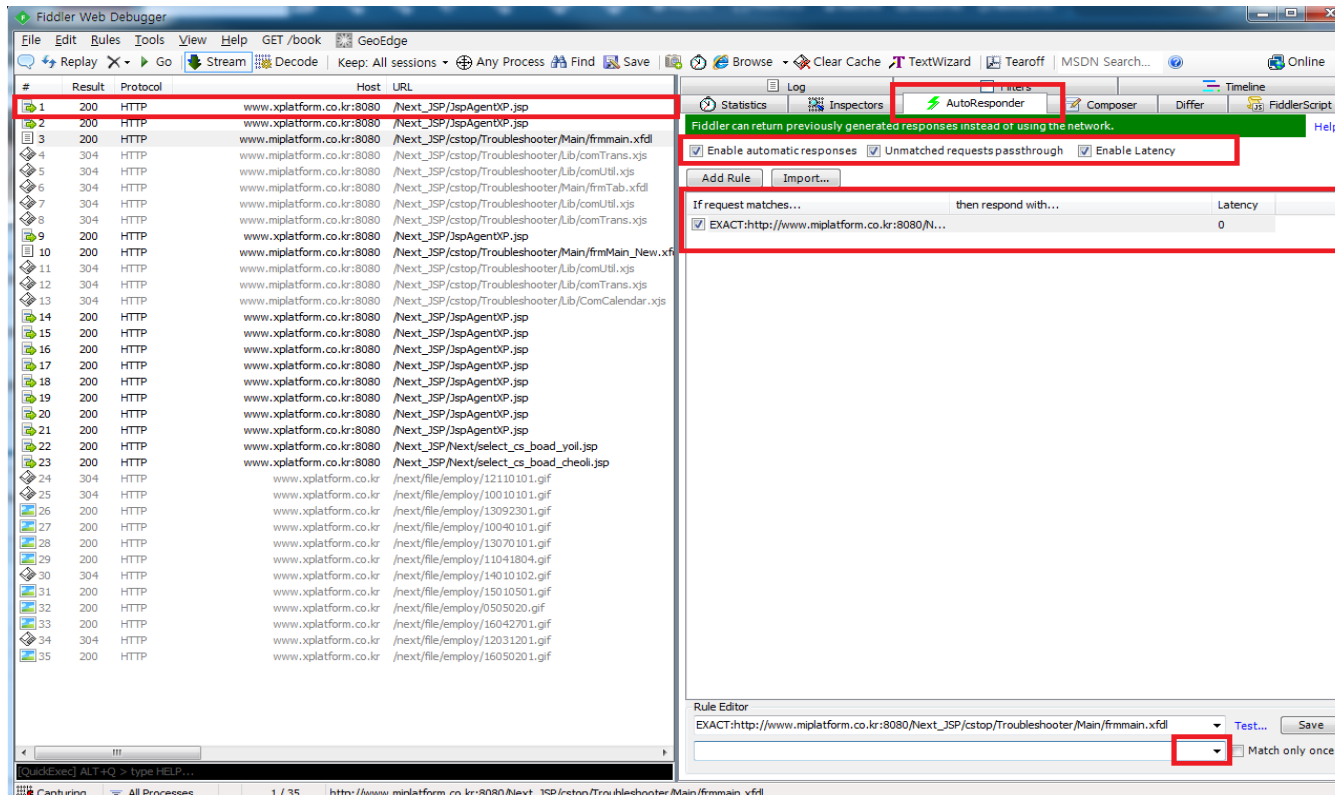 Fiddler Web Debugger
File Edit Rules Tools View Help GET /book GeoEdge
Replay Go Stream Decode Keep: All sessions Any Process Find Save Browse Clear Cache TextWizard Tearoff MSDN Search... Online
# Result Protocol Host URL
1 200 HTTP www.xplatform.co.kr:8080 /Next_JSP/JspAgentXP.jsp
2 200 HTTP www.xplatform.co.kr:8080 /Next_JSP/JspAgentXP.jsp
3 200 HTTP www.miplatform.co.kr:8080 /Next_JSP/cstop/Troubleshooter/Main/frmmain.xfdl
4 304 HTTP www.miplatform.co.kr:8080 /Next_JSP/cstop/Troubleshooter/Lib/comTrans.xjs
5 304 HTTP www.miplatform.co.kr:8080 /Next_JSP/cstop/Troubleshooter/Lib/comUtil.xjs
6 304 HTTP www.miplatform.co.kr:8080 /Next_JSP/cstop/Troubleshooter/Main/frmTab.xfdl
7 304 HTTP www.miplatform.co.kr:8080 /Next_JSP/cstop/Troubleshooter/Lib/comUtil.xjs
8 304 HTTP www.miplatform.co.kr:8080 /Next_JSP/cstop/Troubleshooter/Lib/comTrans.xjs
9 200 HTTP www.xplatform.co.kr:8080 /Next_JSP/JspAgentXP.jsp
10 200 HTTP www.miplatform.co.kr:8080 /Next_JSP/cstop/Troubleshooter/Main/frmMain_New.xf
11 304 HTTP www.miplatform.co.kr:8080 /Next_JSP/cstop/Troubleshooter/Lib/comUtil.xjs
12 304 HTTP www.miplatform.co.kr:8080 /Next_JSP/cstop/Troubleshooter/Lib/comTrans.xjs
13 304 HTTP www.miplatform.co.kr:8080 /Next_JSP/cstop/Troubleshooter/Lib/ComCalendar.xjs
14 200 HTTP www.xplatform.co.kr:8080 /Next_JSP/JspAgentXP.jsp
15 200 HTTP www.xplatform.co.kr:8080 /Next_JSP/JspAgentXP.jsp
16 200 HTTP www.xplatform.co.kr:8080 /Next_JSP/JspAgentXP.jsp
17 200 HTTP www.xplatform.co.kr:8080 /Next_JSP/JspAgentXP.jsp
18 200 HTTP www.xplatform.co.kr:8080 /Next_JSP/JspAgentXP.jsp
19 200 HTTP www.xplatform.co.kr:8080 /Next_JSP/JspAgentXP.jsp
20 200 HTTP www.xplatform.co.kr:8080 /Next_JSP/JspAgentXP.jsp
21 200 HTTP www.xplatform.co.kr:8080 /Next_JSP/JspAgentXP.jsp
22 200 HTTP www.xplatform.co.kr:8080 /Next_JSP/Next/select_cs_boad_yoil.jsp
23 200 HTTP www.xplatform.co.kr:8080 /Next_JSP/Next/select_cs_boad_cheoli.jsp
24 304 HTTP www.xplatform.co.kr /next/file/employ/12110101.gif
25 304 HTTP www.xplatform.co.kr /next/file/employ/10010101.gif
26 200 HTTP www.xplatform.co.kr /next/file/employ/13092301.gif
27 200 HTTP www.xplatform.co.kr /next/file/employ/10040101.gif
28 200 HTTP www.xplatform.co.kr /next/file/employ/13070101.gif
29 200 HTTP www.xplatform.co.kr /next/file/employ/11041804.gif
30 304 HTTP www.xplatform.co.kr /next/file/employ/14010102.gif
31 200 HTTP www.xplatform.co.kr /next/file/employ/15010501.gif
32 200 HTTP www.xplatform.co.kr /next/file/employ/0505020.gif
33 200 HTTP www.xplatform.co.kr /next/file/employ/16042701.gif
34 304 HTTP www.xplatform.co.kr /next/file/employ/12031201.gif
35 200 HTTP www.xplatform.co.kr /next/file/employ/16050201.gif
[QuickExec] ALT+Q > type HELP...
Capturing All Processes 1 / 35 http://www.miplatform.co.kr:8080/Next_JSP/cstop/Troubleshooter/Main/frmmain.xfdl
Log Filters Timeline
Statistics Inspectors AutoResponder Composer Differ FiddlerScript
Fiddler can return previously generated responses instead of using the network. Help
Enable automatic responses Unmatched requests passthrough Enable Latency
Add Rule Import...
If request matches... then respond with... Latency
EXACT:http://www.miplatform.co.kr:8080/N... 0
Rule Editor
EXACT:http://www.miplatform.co.kr:8080/Next_JSP/cstop/Troubleshooter/Main/frmmain.xfdl Test... Save
Match only once